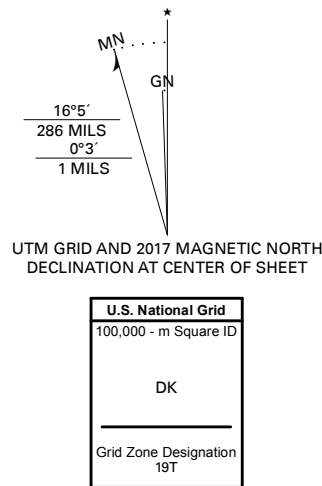 ★
MN
GN
16°5´
286 MILS
0°3´
1 MILS
UTM GRID AND 2017 MAGNETIC NORTH
DECLINATION AT CENTER OF SHEET
U.S. National Grid
100,000 - m Square ID
DK
Grid Zone Designation
19T